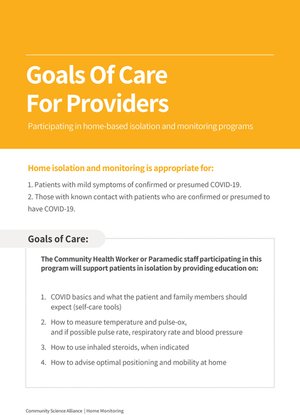 Goals Of Care
For Providers
Participating in home-based isolation and monitoring programs
Home isolation and monitoring is appropriate for:
1. Patients with mild symptoms of confirmed or presumed COVID-19.
2. Those with known contact with patients who are confirmed or presumed to
have COVID-19.
Goals of Care:
The Community Health Worker or Paramedic staff participating in this
program will support patients in isolation by providing education on:
1. COVID basics and what the patient and family members should
expect (self-care tools)
2. How to measure temperature and pulse-ox,
and if possible pulse rate, respiratory rate and blood pressure
3. How to use inhaled steroids, when indicated
4. How to advise optimal positioning and mobility at home
Community Science Alliance | Home Monitoring